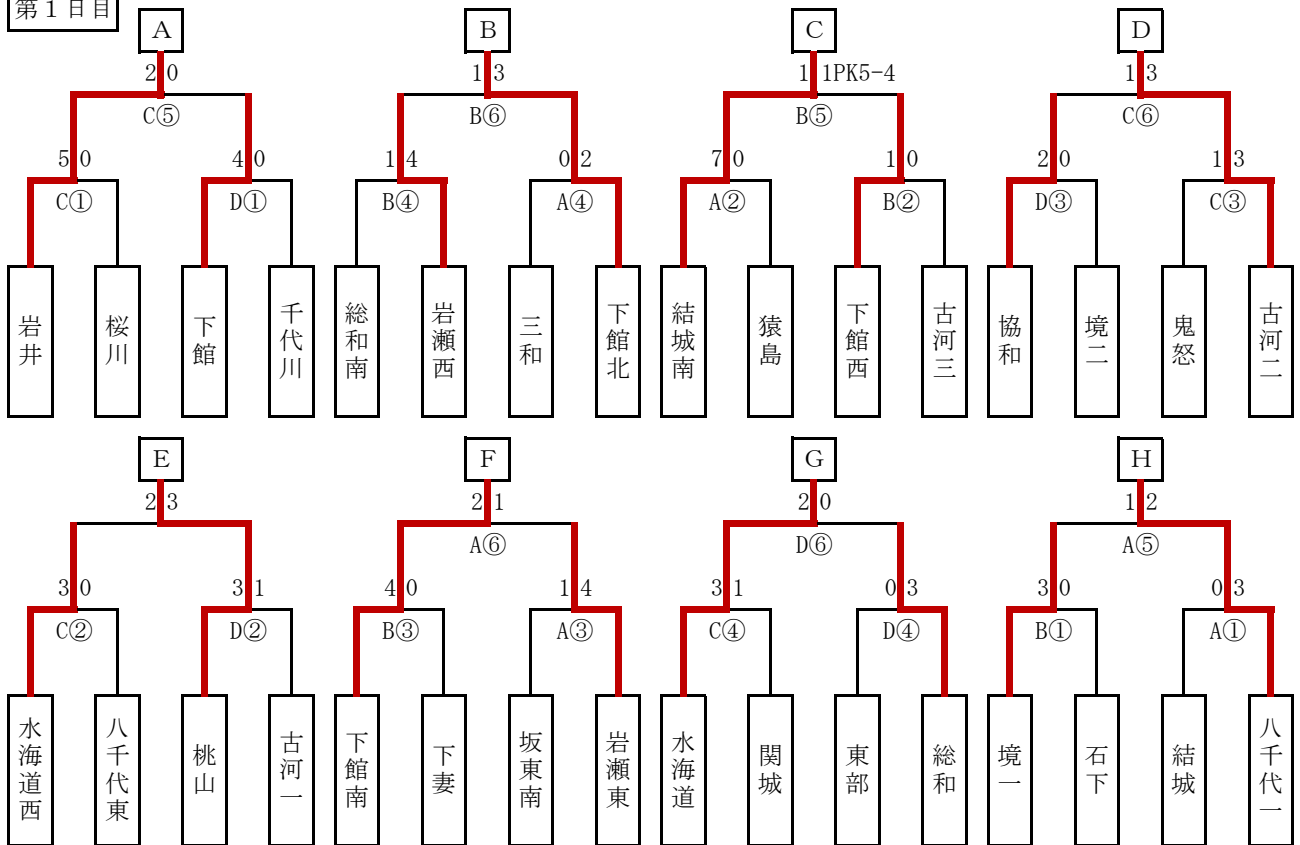 第１日目
A B C D
2 0 1 3 1 1PK5-4 1 3
C⑤ B⑥ B⑤ C⑥
5 0 4 0 1 4 0 2 7 0 1 0 2 0 1 3
C① D① B④ A④ A② B② D③ C③
岩井 桜川 下館 千代川 総和南 岩瀬西 三和 下館北 結城南 猿島 下館西 古河三 協和 境二 鬼怒 古河二
E F G H
2 3 2 1 2 0 1 2
A⑥ D⑥ A⑤
3 0 3 1 4 0 1 4 3 1 0 3 3 0 0 3
C② D② B③ A③ C④ D④ B① A①
水海道西 八千代東 桃山 古河一 下館南 下妻 坂東南 岩瀬東 水海道 関城 東部 総和 境一 石下 結城 八千代一